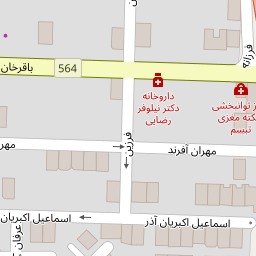 فرزانه
باقرخان
564
داروخانه
دکتر نیلوفر
رضایی
توانبخشی
سکته مغزی
تبسم
فرزین
مهران آفرند
اسماعیل اکبریان آذر
اسماعیل اکبریان
عرفان